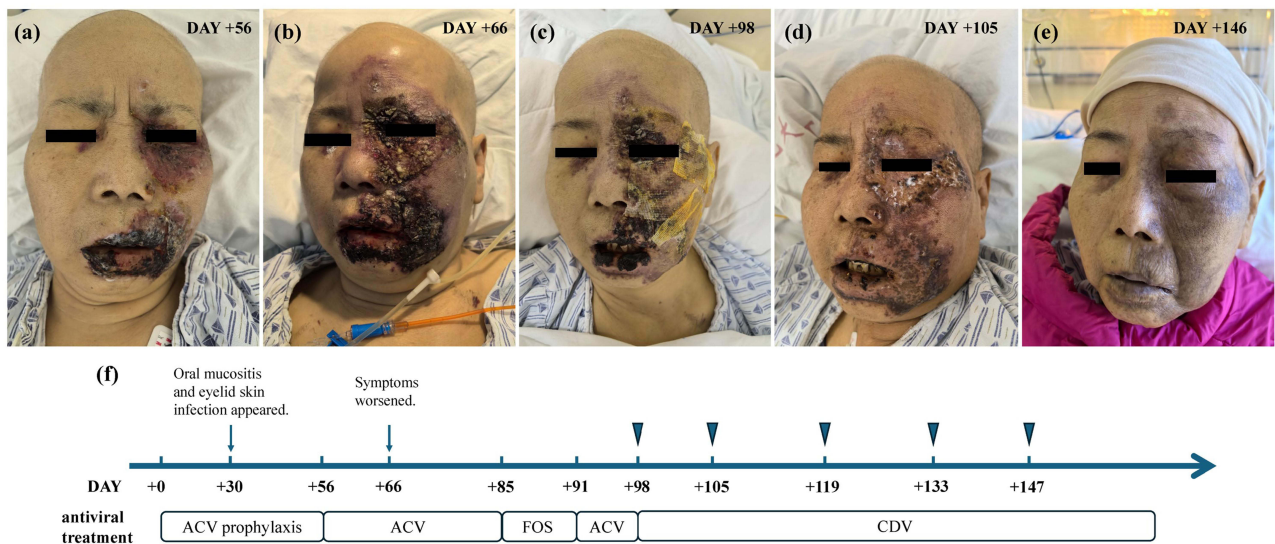 (a) DAY +56
(b) DAY +66
(c) DAY +98
(d) DAY +105
(e) DAY +146
(f)
Oral mucositis
and eyelid skin
infection appeared.
Symptoms
worsened.
DAY +0 +30 +56 +66 +85 +91 +98 +105 +119 +133 +147
antiviral
treatment
ACV prophylaxis ACV FOS ACV CDV